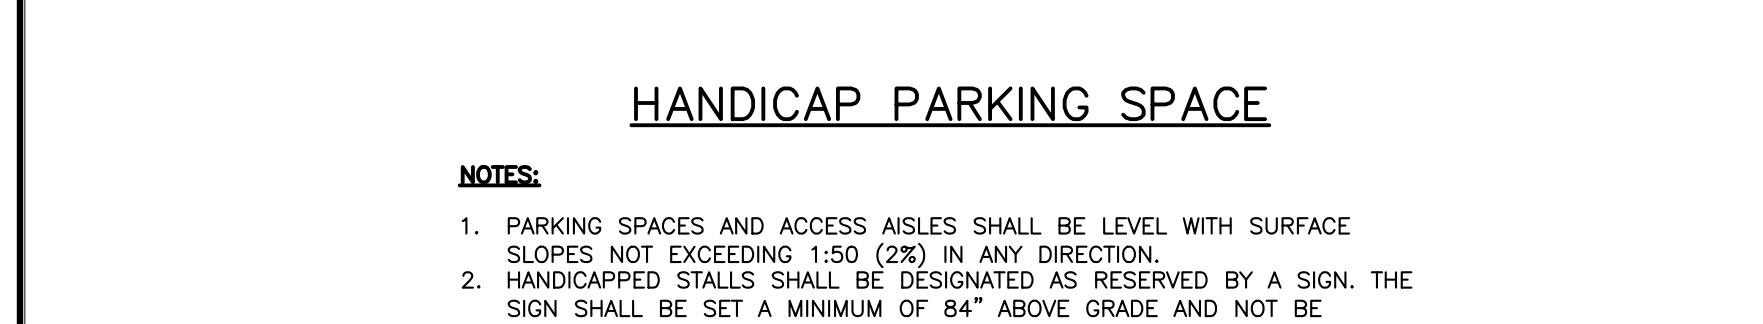 HANDICAP PARKING SPACE
NOTES:
1. PARKING SPACES AND ACCESS AISLES SHALL BE LEVEL WITH SURFACE
SLOPES NOT EXCEEDING 1:50 (2%) IN ANY DIRECTION.
2. HANDICAPPED STALLS SHALL BE DESIGNATED AS RESERVED BY A SIGN. THE
SIGN SHALL BE SET A MINIMUM OF 84” ABOVE GRADE AND NOT BE